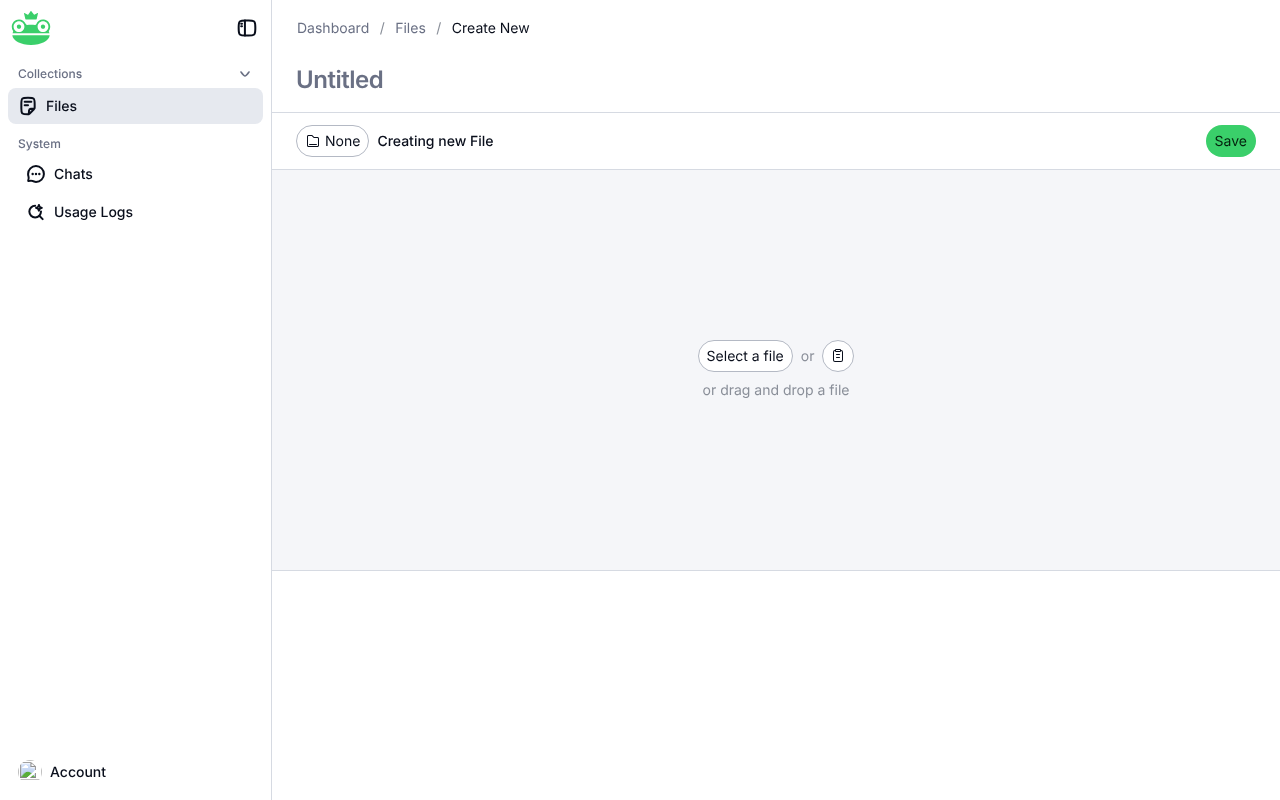 Collections
Files
System
Chats
Usage Logs
Account
Dashboard / Files / Create New
Untitled
None Creating new File Save
Select a file or
or drag and drop a file